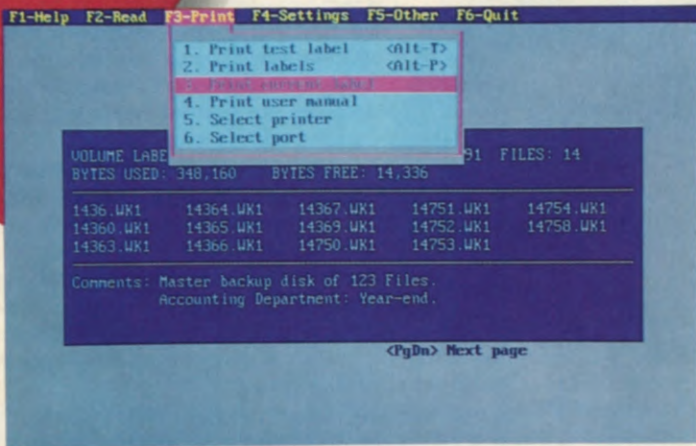 F1-Help F2-Read F3-Print F4-Settings F5-Other F6-Quit
1. Print test label <Alt-T>
2. Print labels <Alt-P>
3. Print current label
4. Print user manual
5. Select printer
6. Select port
VOLUME LABE 91 FILES: 14
BYTES USED: 348,160 BYTES FREE: 14,336
1436.WK1 14364.WK1 14367.WK1 14751.WK1 14754.WK1
14360.WK1 14365.WK1 14369.WK1 14752.WK1 14758.WK1
14363.WK1 14366.WK1 14750.WK1 14753.WK1
Comments: Master backup disk of 123 Files.
Accounting Department: Year-end.
<PgDn> Next page